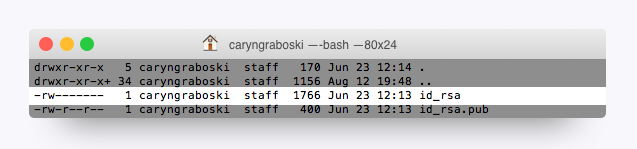 caryngraboski —-bash —80x24
drwxr-xr-x   5 caryngraboski  staff   170 Jun 23 12:14 .
drwxr-xr-x+ 34 caryngraboski  staff  1156 Aug 12 19:48 ..
-rw-------   1 caryngraboski  staff  1766 Jun 23 12:13 id_rsa
-rw-r--r--   1 caryngraboski  staff   400 Jun 23 12:13 id_rsa.pub